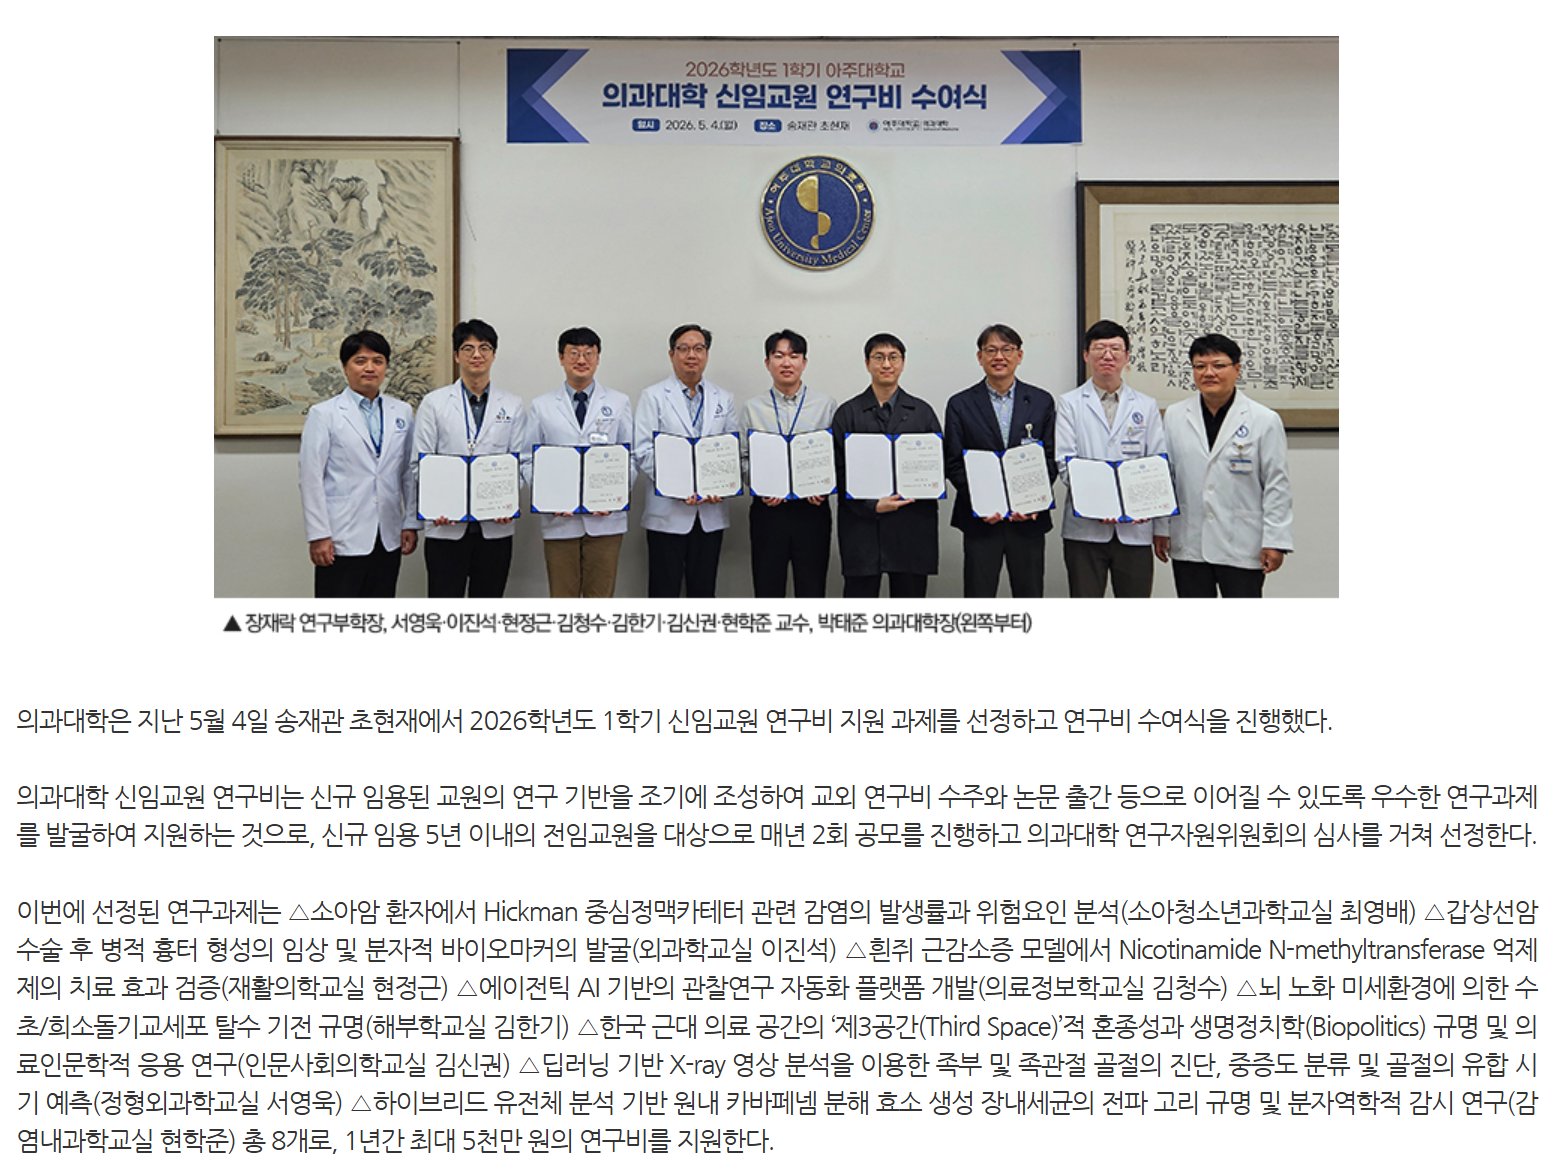 2026학년도 1학기 아주대학교
의과대학 신임교원 연구비 수여식
일시 2026. 5. 4.(월) 장소 송재관 초현재 아주대학교 의과대학
아주대학교의료원
Ajou University Medical Center
▲ 장재락 연구부학장, 서영욱·이진석·현정근·김청수·김한기·김신권·현학준 교수, 박태준 의과대학장(왼쪽부터)
의과대학은 지난 5월 4일 송재관 초현재에서 2026학년도 1학기 신임교원 연구비 지원 과제를 선정하고 연구비 수여식을 진행했다.
의과대학 신임교원 연구비는 신규 임용된 교원의 연구 기반을 조기에 조성하여 교외 연구비 수주와 논문 출간 등으로 이어질 수 있도록 우수한 연구과제
를 발굴하여 지원하는 것으로, 신규 임용 5년 이내의 전임교원을 대상으로 매년 2회 공모를 진행하고 의과대학 연구자원위원회의 심사를 거쳐 선정한다.
이번에 선정된 연구과제는 △소아암 환자에서 Hickman 중심정맥카테터 관련 감염의 발생률과 위험요인 분석(소아청소년과학교실 최영배) △갑상선암
수술 후 병적 흉터 형성의 임상 및 분자적 바이오마커의 발굴(외과학교실 이진석) △흰쥐 근감소증 모델에서 Nicotinamide N-methyltransferase 억제
제의 치료 효과 검증(재활의학교실 현정근) △에이전틱 AI 기반의 관찰연구 자동화 플랫폼 개발(의료정보학교실 김청수) △뇌 노화 미세환경에 의한 수
초/희소돌기교세포 탈수 기전 규명(해부학교실 김한기) △한국 근대 의료 공간의 ‘제3공간(Third Space)’적 혼종성과 생명정치학(Biopolitics) 규명 및 의
료인문학적 응용 연구(인문사회의학교실 김신권) △딥러닝 기반 X-ray 영상 분석을 이용한 족부 및 족관절 골절의 진단, 중증도 분류 및 골절의 유합 시
기 예측(정형외과학교실 서영욱) △하이브리드 유전체 분석 기반 원내 카바페넴 분해 효소 생성 장내세균의 전파 고리 규명 및 분자역학적 감시 연구(감
염내과학교실 현학준) 총 8개로, 1년간 최대 5천만 원의 연구비를 지원한다.